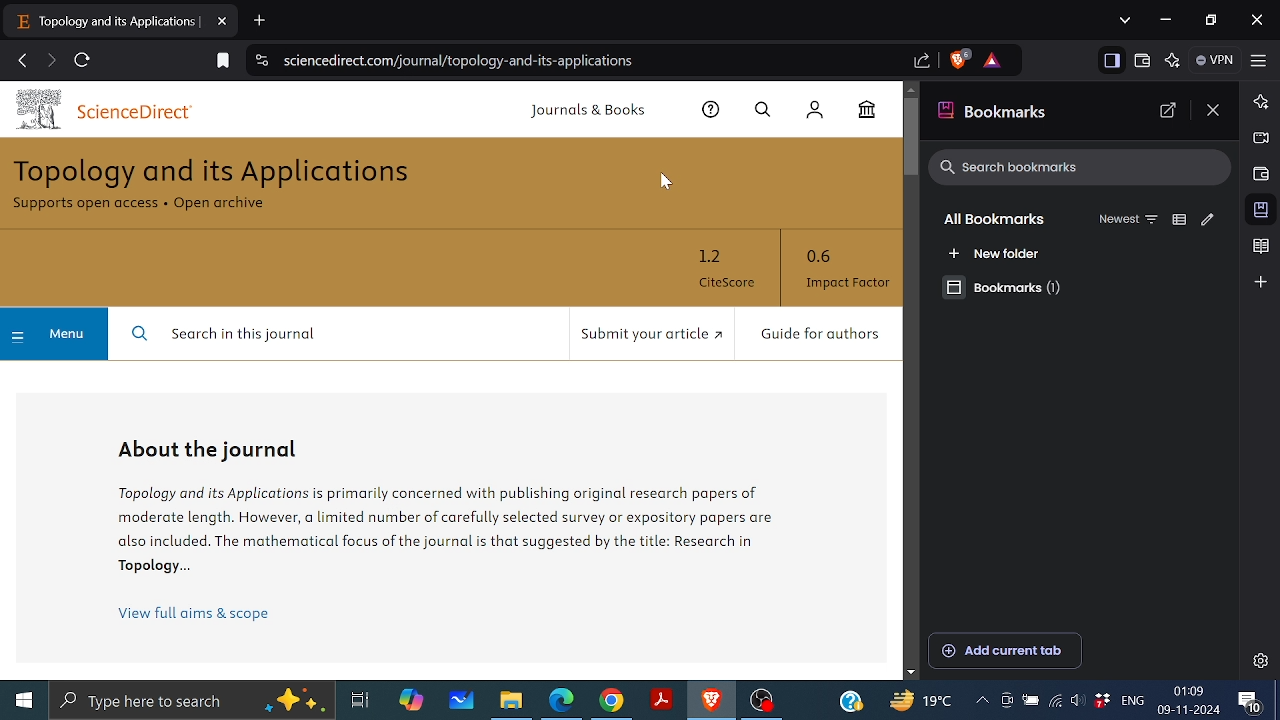 Topology and its Applications |
sciencedirect.com/journal/topology-and-its-applications
6
VPN
ScienceDirect
Journals & Books
Bookmarks
Search bookmarks
Topology and its Applications
Supports open access • Open archive
All Bookmarks
Newest
New folder
Bookmarks (1)
1.2
CiteScore
0.6
Impact Factor
Menu
Search in this journal
Submit your article ↗
Guide for authors
About the journal
Topology and its Applications is primarily concerned with publishing original research papers of
moderate length. However, a limited number of carefully selected survey or expository papers are
also included. The mathematical focus of the journal is that suggested by the title: Research in
Topology...
View full aims & scope
Add current tab
Type here to search
19°C
ENG
01:09
09-11-2024
10